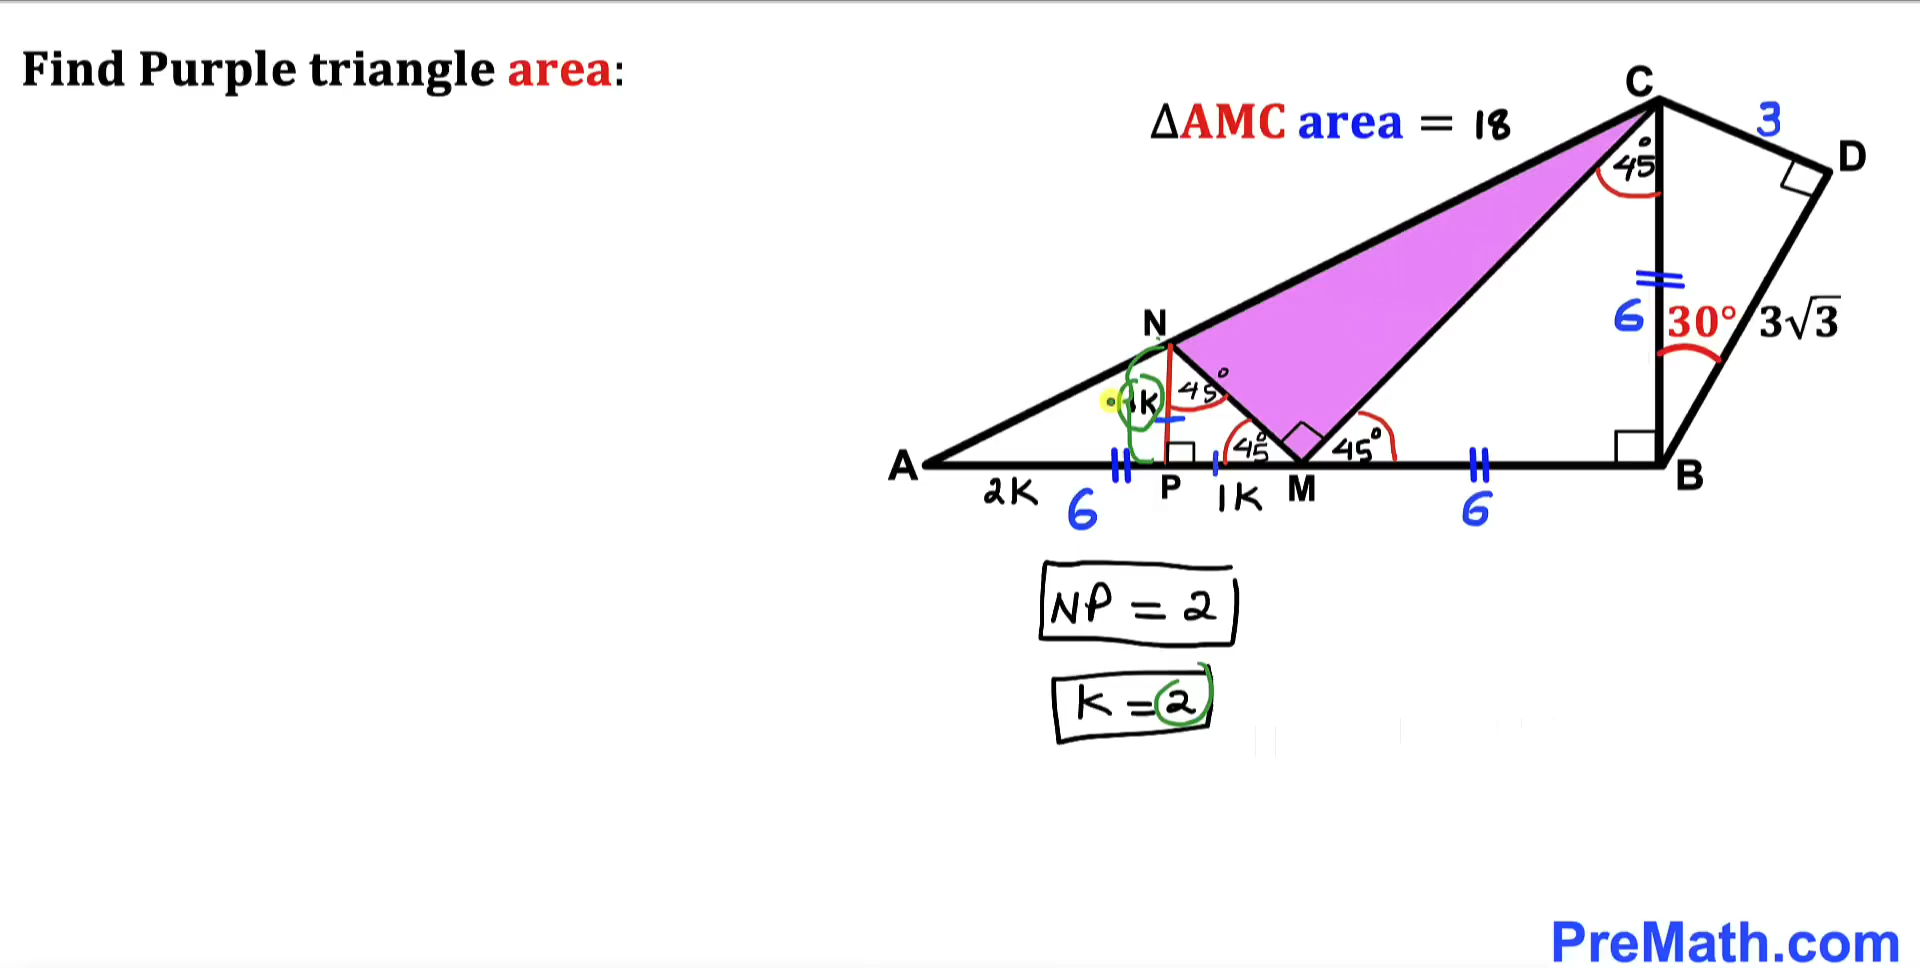 Find Purple triangle area:
C
ΔAMC area = 18
3
D
45°
N
6
30°
3√3
1K
45°
45°
45°
A
B
2K
6
P
1K
M
6
NP = 2
K = 2
PreMath.com